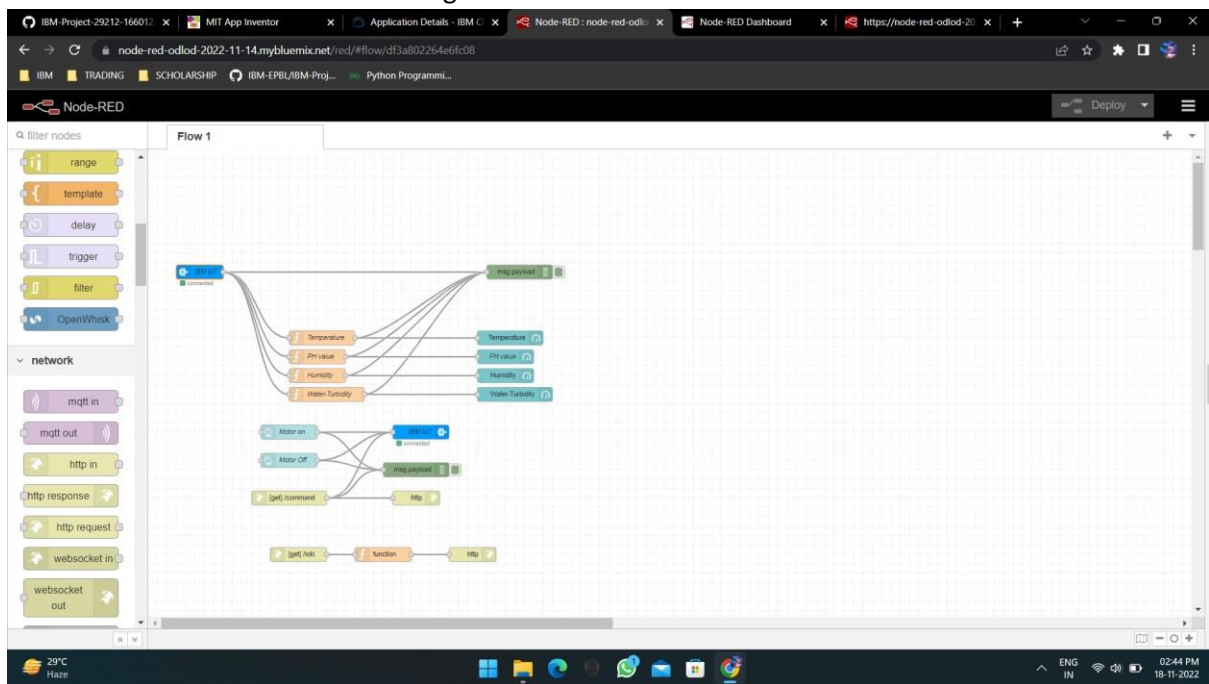 IBM-Project-29212-16601
MIT App Inventor
Application Details - IBM C
Node-RED : node-red-odlo
Node-RED Dashboard
https://node-red-odlod-20
node-red-odlod-2022-11-14.mybluemix.net/red/#flow/df3a802264e6fc08
IBM
TRADING
SCHOLARSHIP
IBM-EPBL/IBM-Proj...
Python Programmi...
Node-RED
Deploy
filter nodes
Flow 1
range
template
delay
trigger
filter
OpenWhisk
network
mqtt in
mqtt out
http in
http response
http request
websocket in
websocket
out
IBM IoT
connected
msg.payload
Temperature
Temperature
PH value
PH value
Humidity
Humidity
Water-Turbidity
Water-Turbidity
Motor on
IBM IoT
connected
Motor Off
msg.payload
[get] /command
http
[get] /loki
function
http
29°C
Haze
ENG
IN
02:44 PM
18-11-2022